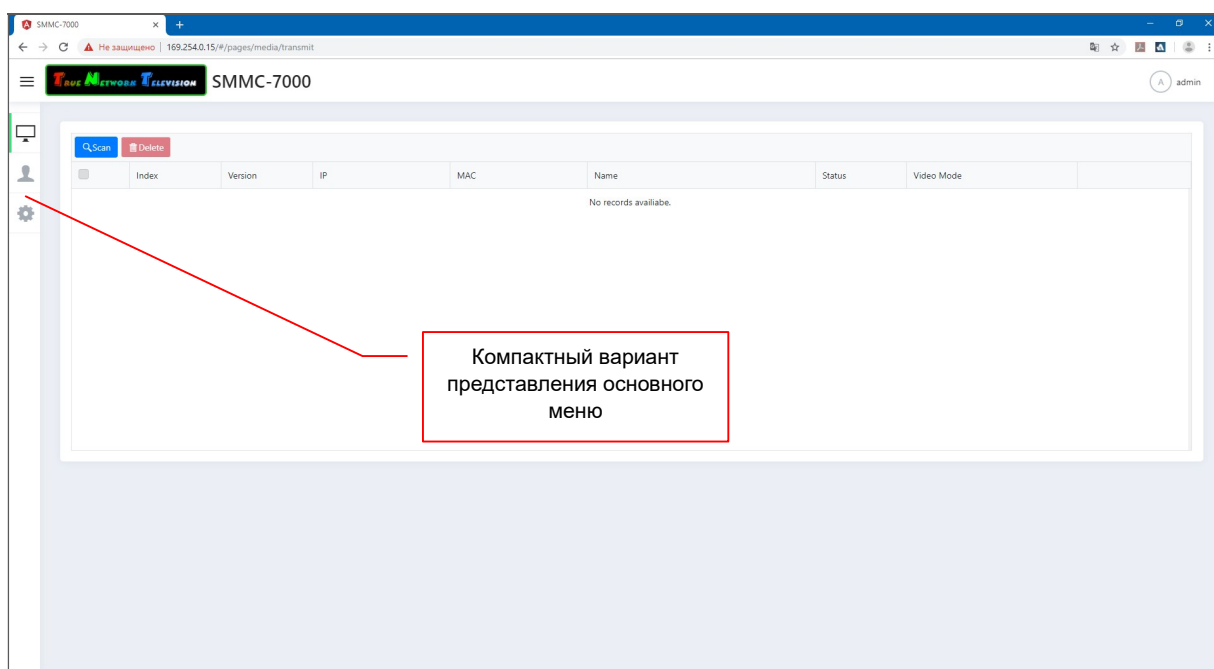 SMMC-7000
Не защищено | 169.254.0.15/#/pages/media/transmit
TRUE NETWORK TELEVISION SMMC-7000 A admin
Scan Delete
Index Version IP MAC Name Status Video Mode
No records availiabe.
Компактный вариант
представления основного
меню